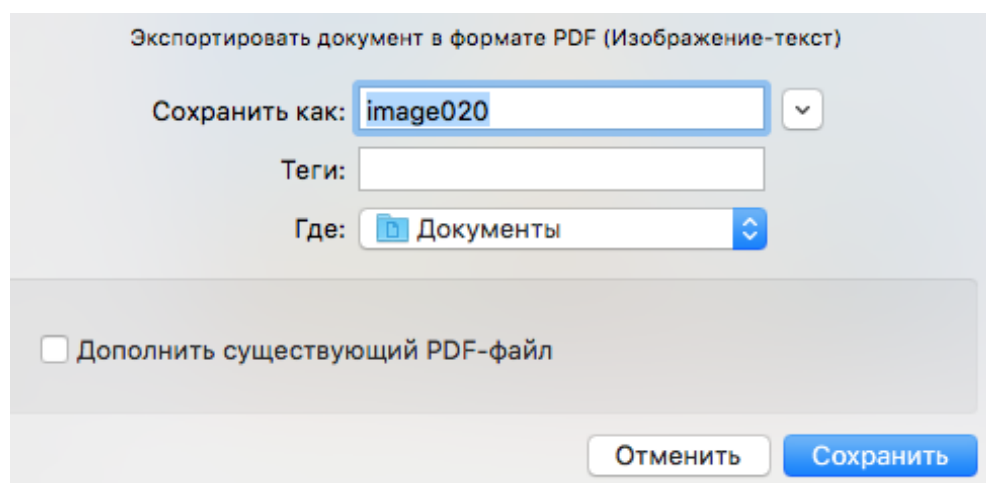 Экспортировать документ в формате PDF (Изображение-текст)
Сохранить как: image020
Теги:
Где: Документы
Дополнить существующий PDF-файл
Отменить Сохранить